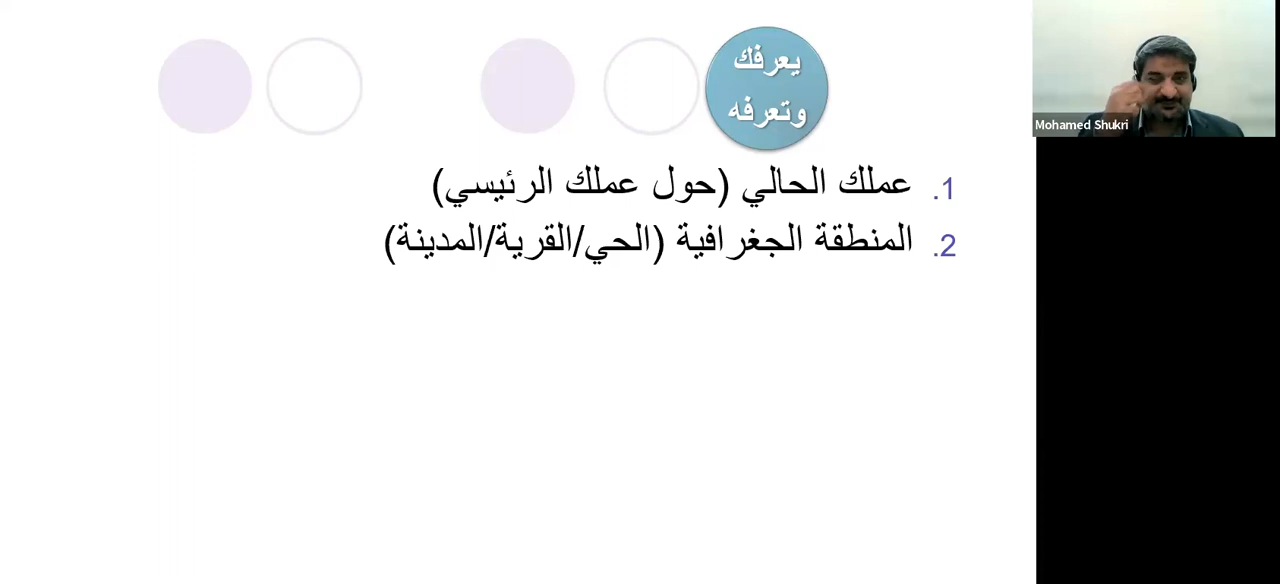 يعرفك
وتعرفه
Mohamed Shukri
1. عملك الحالي (حول عملك الرئيسي)
2. المنطقة الجغرافية (الحي/القرية/المدينة)